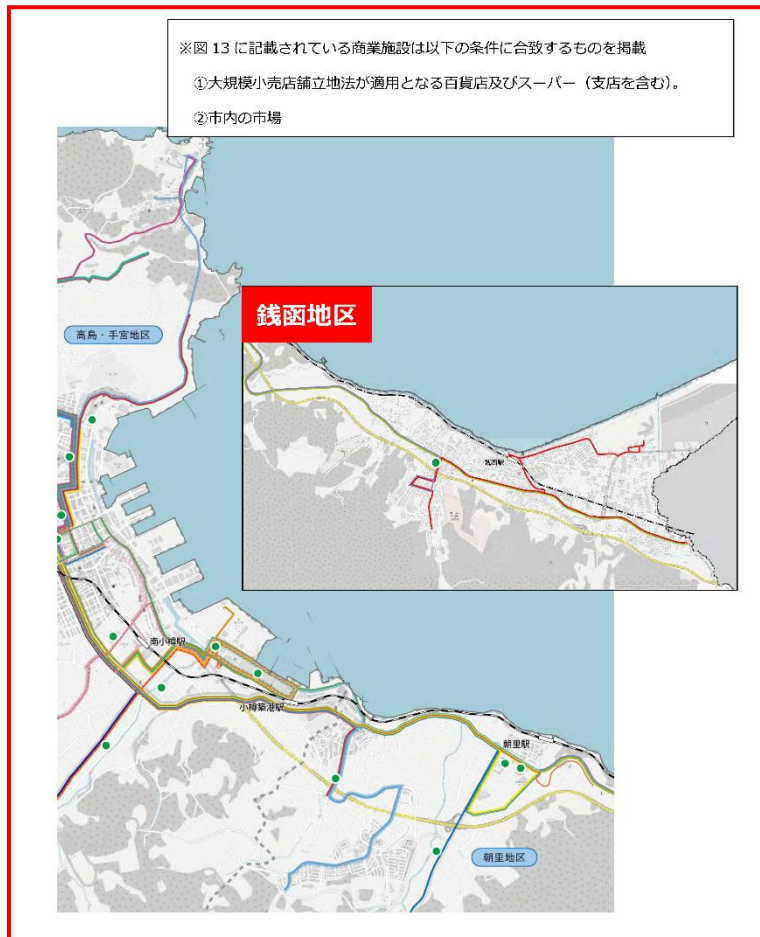 ※図 13 に記載されている商業施設は以下の条件に合致するものを掲載
①大規模小売店舗立地法が適用となる百貨店及びスーパー（支店を含む）。
②市内の市場
高島・手宮地区
銭函地区
銭函駅
南小樽駅
小樽築港駅
朝里駅
朝里地区